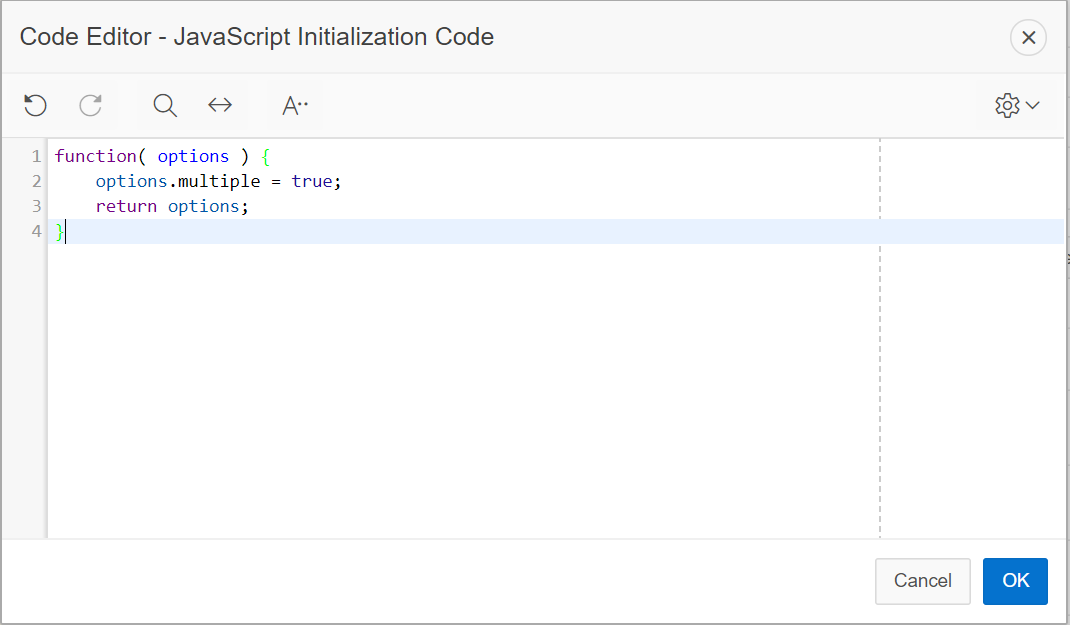 Code Editor - JavaScript Initialization Code
A
1 function( options ) {
2     options.multiple = true;
3     return options;
4 }
Cancel
OK